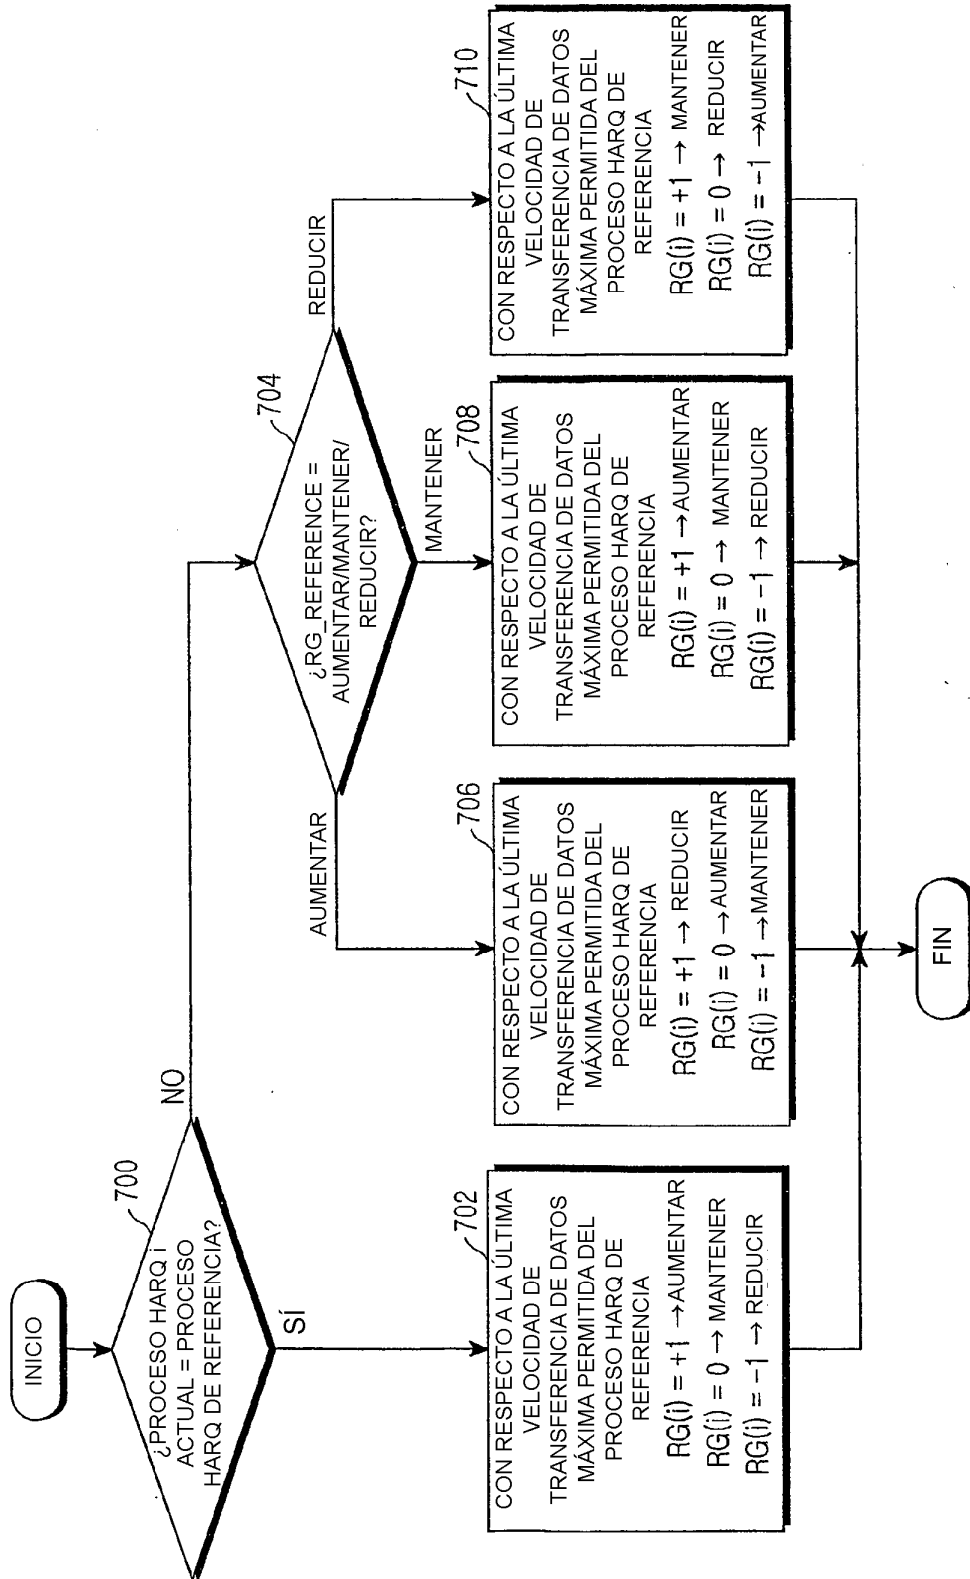 INICIO
700
¿PROCESO HARQ i
ACTUAL = PROCESO
HARQ DE REFERENCIA?
NO
SÍ
704
¿RG_REFERENCE =
AUMENTAR/MANTENER/
REDUCIR?
AUMENTAR
MANTENER
REDUCIR
702
CON RESPECTO A LA ÚLTIMA
VELOCIDAD DE
TRANSFERENCIA DE DATOS
MÁXIMA PERMITIDA DEL
PROCESO HARQ DE
REFERENCIA
RG(i) = +1 → AUMENTAR
RG(i) = 0 → MANTENER
RG(i) = -1 → REDUCIR
706
CON RESPECTO A LA ÚLTIMA
VELOCIDAD DE
TRANSFERENCIA DE DATOS
MÁXIMA PERMITIDA DEL
PROCESO HARQ DE
REFERENCIA
RG(i) = +1 → REDUCIR
RG(i) = 0 → AUMENTAR
RG(i) = -1 → MANTENER
708
CON RESPECTO A LA ÚLTIMA
VELOCIDAD DE
TRANSFERENCIA DE DATOS
MÁXIMA PERMITIDA DEL
PROCESO HARQ DE
REFERENCIA
RG(i) = +1 → AUMENTAR
RG(i) = 0 → MANTENER
RG(i) = -1 → REDUCIR
710
CON RESPECTO A LA ÚLTIMA
VELOCIDAD DE
TRANSFERENCIA DE DATOS
MÁXIMA PERMITIDA DEL
PROCESO HARQ DE
REFERENCIA
RG(i) = +1 → MANTENER
RG(i) = 0 → REDUCIR
RG(i) = -1 → AUMENTAR
FIN